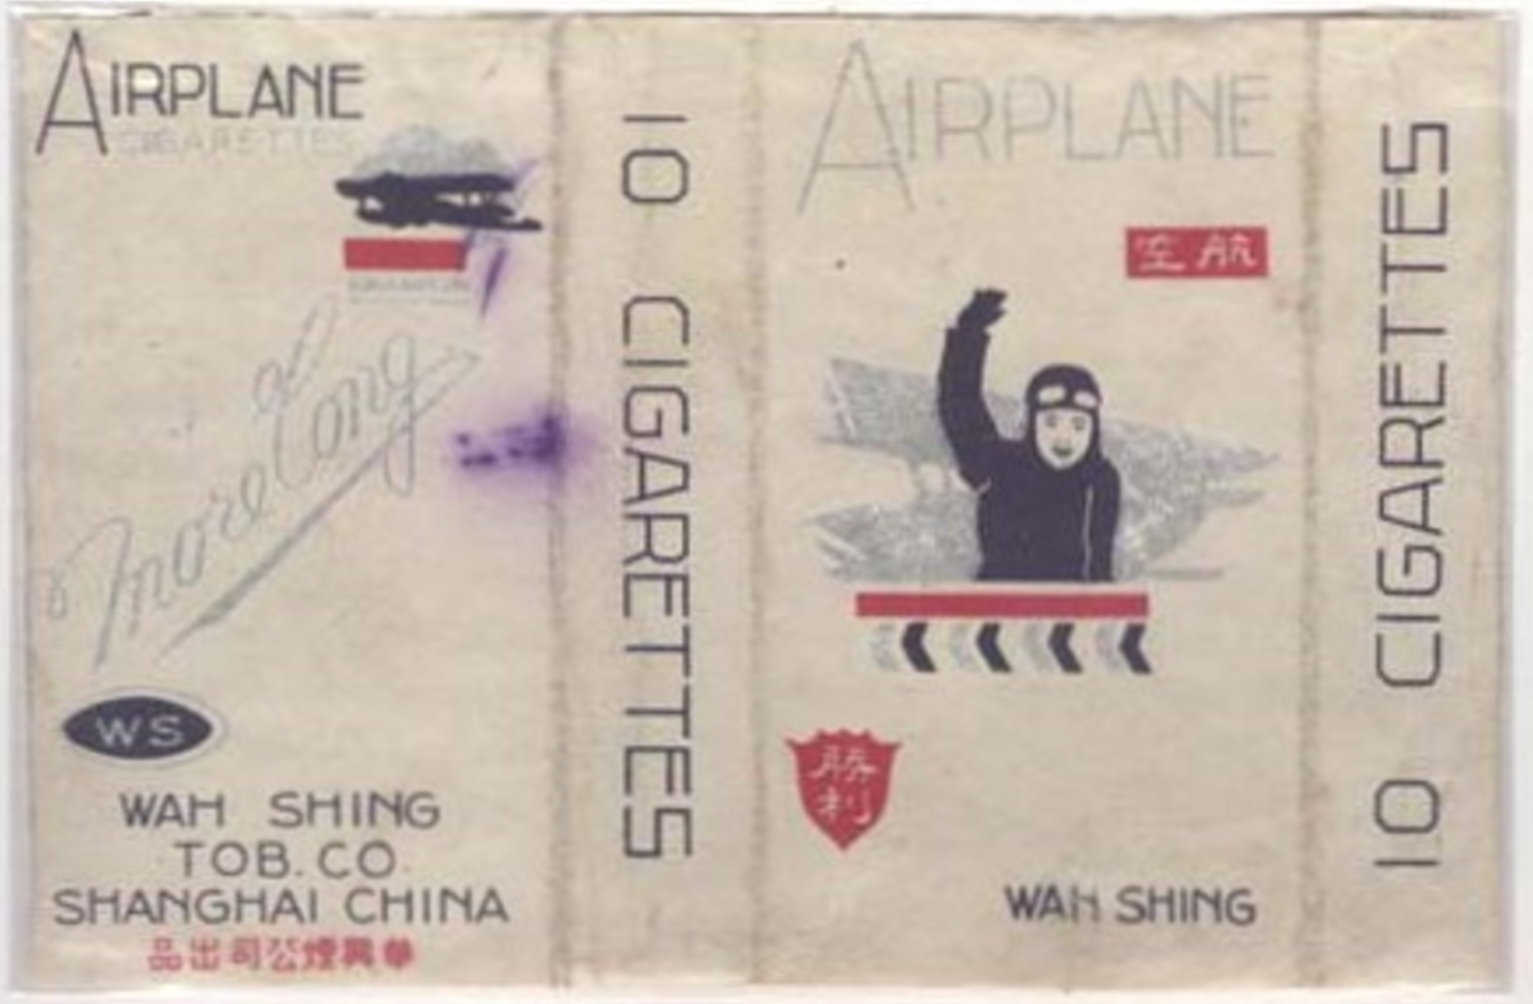 AIRPLANE
CIGARETTES
more Long
WS
WAH SHING
TOB. CO.
SHANGHAI CHINA
品出司公煙興華
10 CIGARETTES
AIRPLANE
空航
勝
利
WAH SHING
10 CIGARETTES